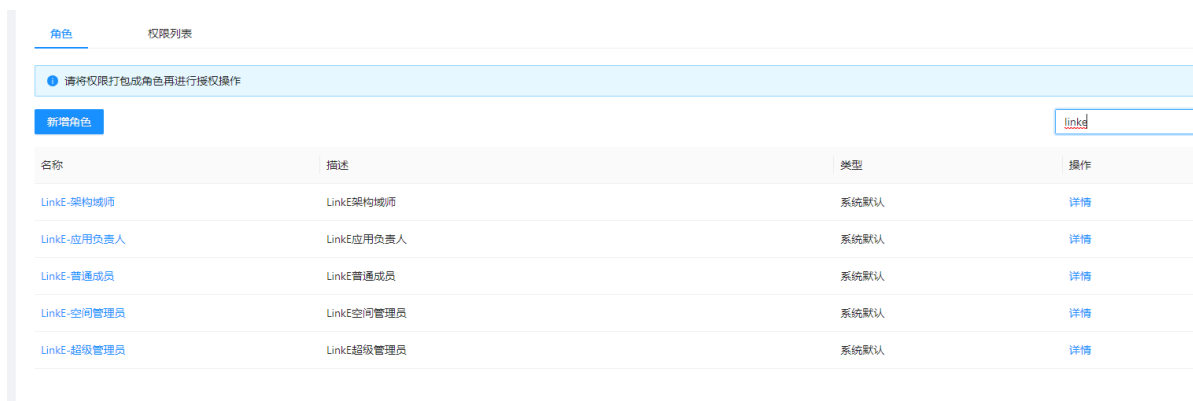 角色 权限列表
请将权限打包成角色再进行授权操作
新增角色 linke
名称 描述 类型 操作
LinkE-架构域师 LinkE架构域师 系统默认 详情
LinkE-应用负责人 LinkE应用负责人 系统默认 详情
LinkE-普通成员 LinkE普通成员 系统默认 详情
LinkE-空间管理员 LinkE空间管理员 系统默认 详情
LinkE-超级管理员 LinkE超级管理员 系统默认 详情